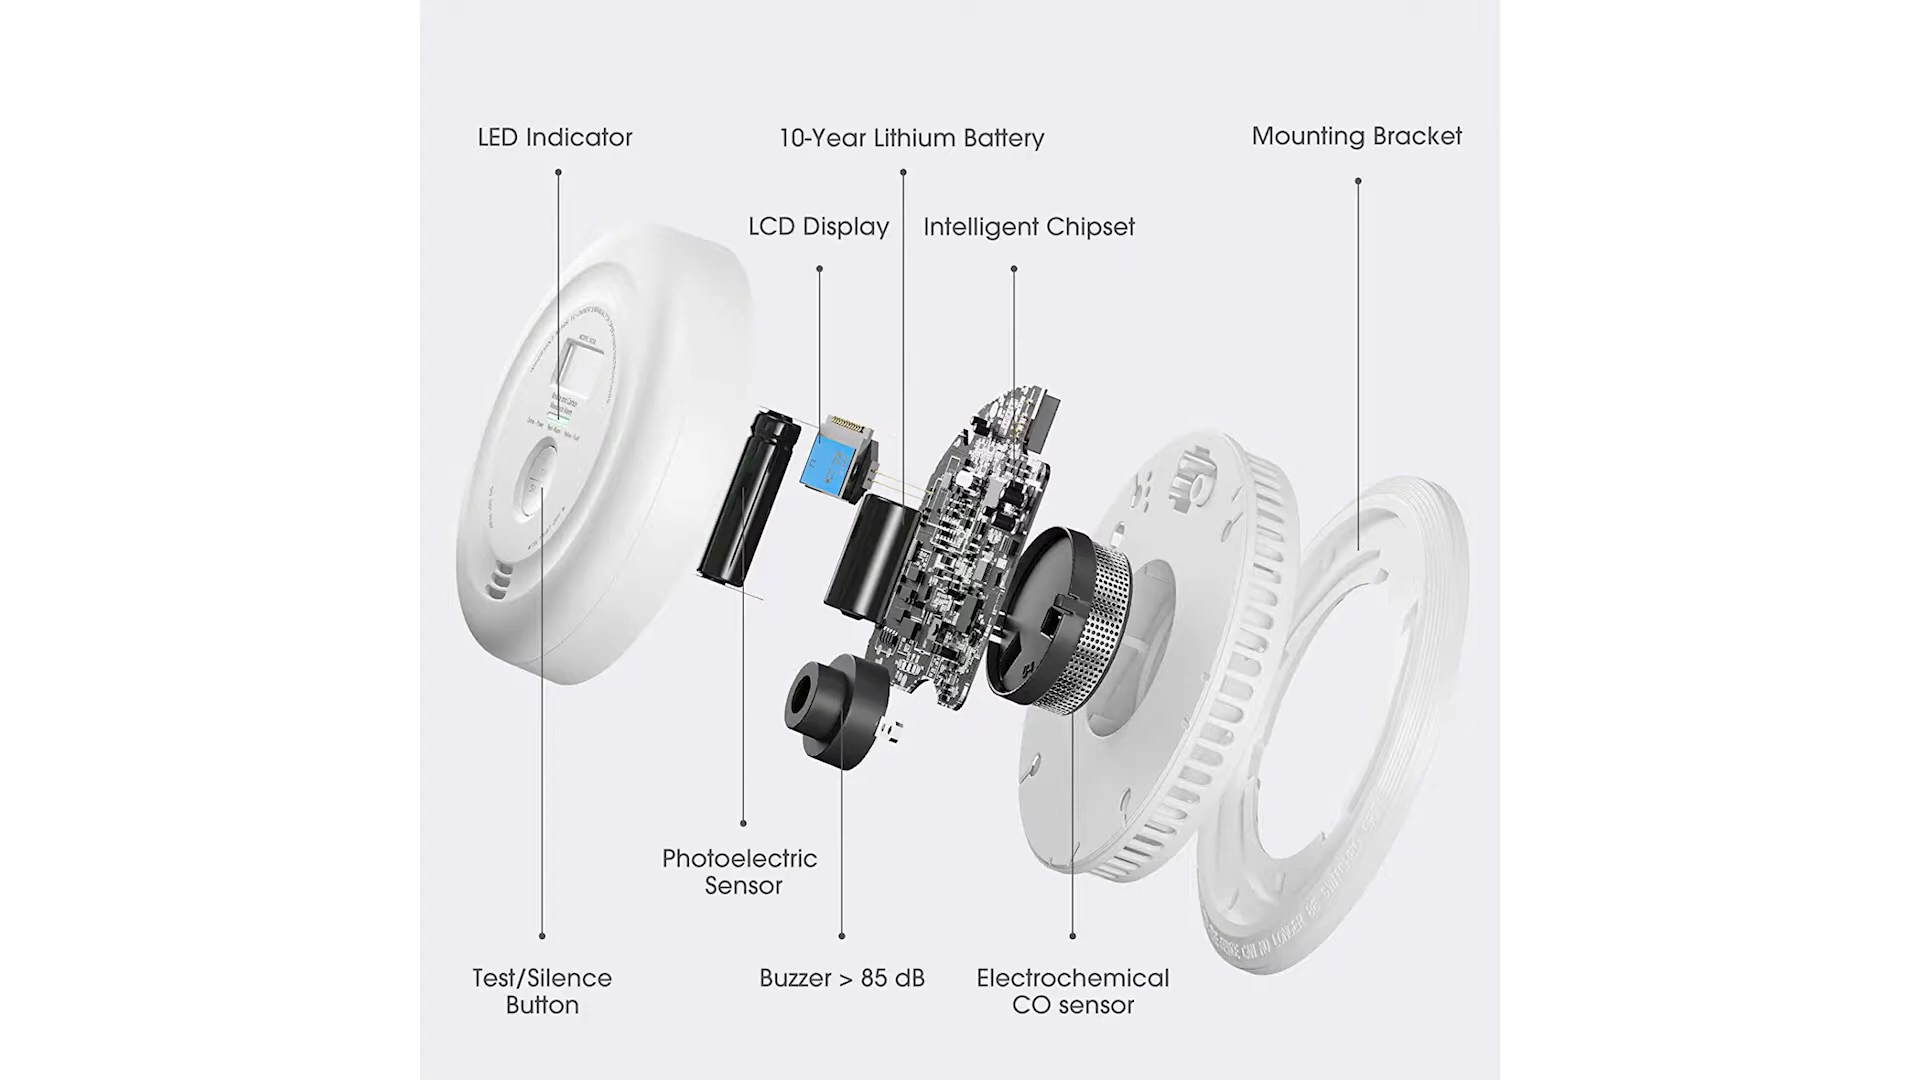 LED Indicator
10-Year Lithium Battery
Mounting Bracket
LCD Display
Intelligent Chipset
Photoelectric
Sensor
Test/Silence
Button
Buzzer > 85 dB
Electrochemical
CO sensor